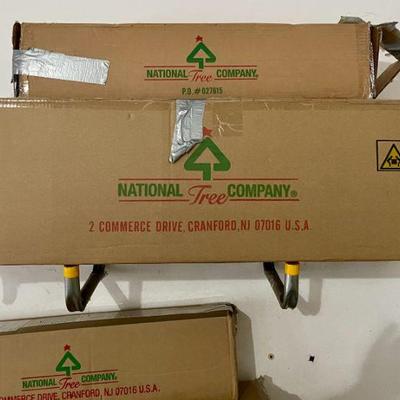 NATIONAL Tree COMPANY®
P.O. # 027615
NATIONAL Tree COMPANY®
2 COMMERCE DRIVE, CRANFORD, NJ 07016 U.S.A.
NATIONAL Tree COMPANY®
COMMERCE DRIVE, CRANFORD, NJ 07016 U.S.A.